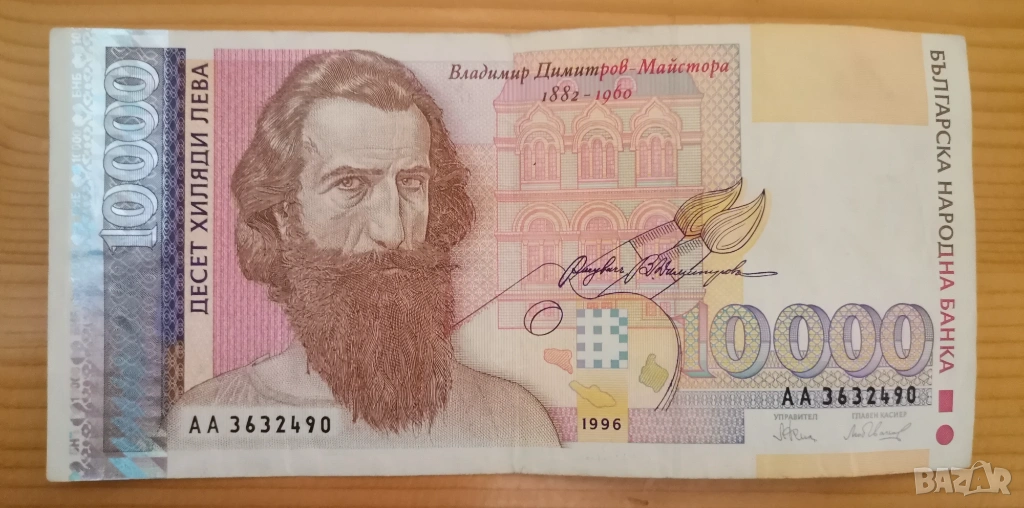 10000
ДЕСЕТ ХИЛЯДИ ЛЕВА
Владимир Димитров-Майстора
1882 - 1960
БЪЛГАРСКА НАРОДНА БАНКА
10000
АА 3632490
УПРАВИТЕЛ
ГЛАВЕН КАСИЕР
АА 3632490
1996
BAZAR